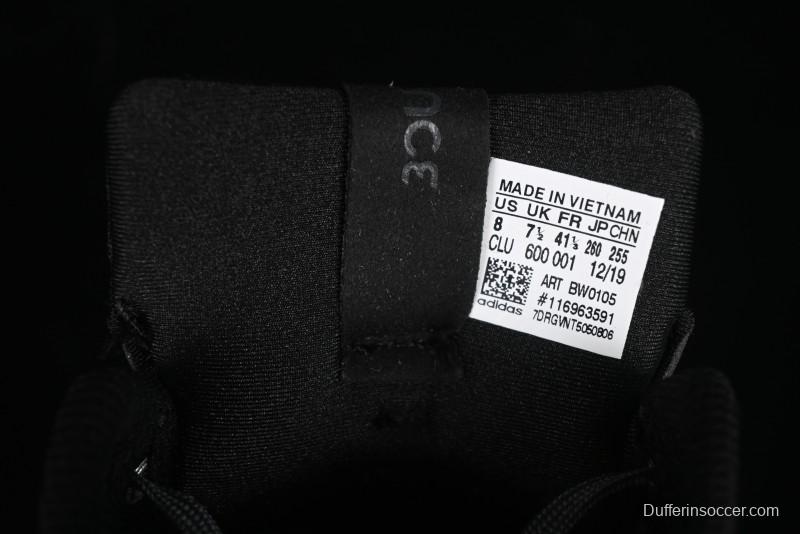 NCE
MADE IN VIETNAM
US UK FR JP CHN
8 7½ 41⅓ 260 255
CLU 600 001 12/19
ART BW0105
#116963591
adidas 7DRGVNT5050806
Dufferinsoccer.com